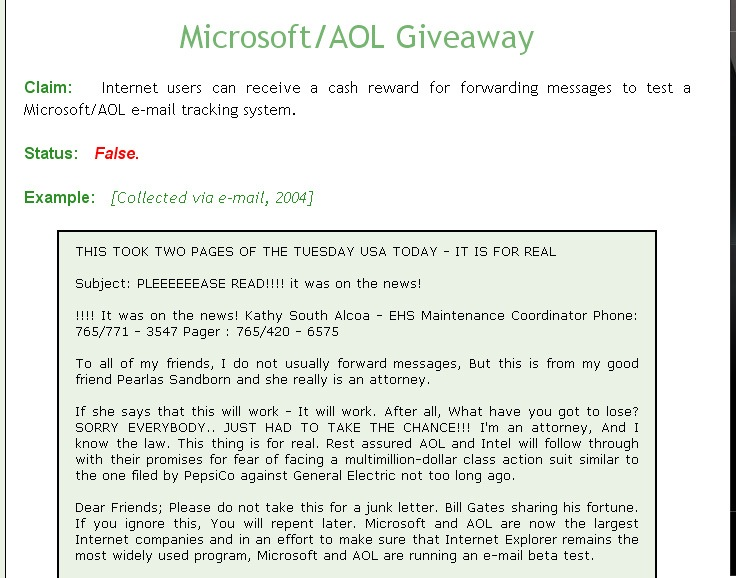 Microsoft/AOL Giveaway
Claim: Internet users can receive a cash reward for forwarding messages to test a
Microsoft/AOL e-mail tracking system.
Status: False.
Example: [Collected via e-mail, 2004]
THIS TOOK TWO PAGES OF THE TUESDAY USA TODAY - IT IS FOR REAL
Subject: PLEEEEEEASE READ!!!! it was on the news!
!!!! It was on the news! Kathy South Alcoa - EHS Maintenance Coordinator Phone:
765/771 - 3547 Pager : 765/420 - 6575
To all of my friends, I do not usually forward messages, But this is from my good
friend Pearlas Sandborn and she really is an attorney.
If she says that this will work - It will work. After all, What have you got to lose?
SORRY EVERYBODY.. JUST HAD TO TAKE THE CHANCE!!! I'm an attorney, And I
know the law. This thing is for real. Rest assured AOL and Intel will follow through
with their promises for fear of facing a multimillion-dollar class action suit similar to
the one filed by PepsiCo against General Electric not too long ago.
Dear Friends; Please do not take this for a junk letter. Bill Gates sharing his fortune.
If you ignore this, You will repent later. Microsoft and AOL are now the largest
Internet companies and in an effort to make sure that Internet Explorer remains the
most widely used program, Microsoft and AOL are running an e-mail beta test.